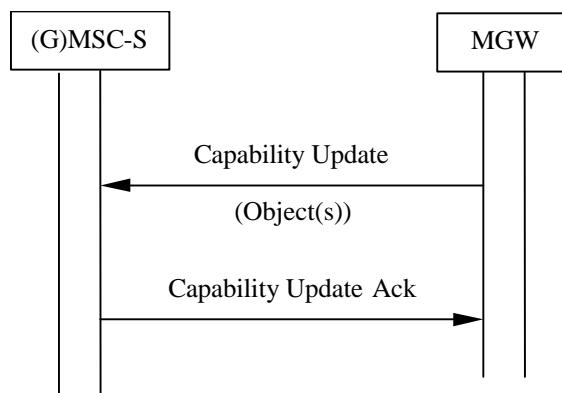 (G)MSC-S
MGW
Capability Update
(Object(s))
Capability Update Ack